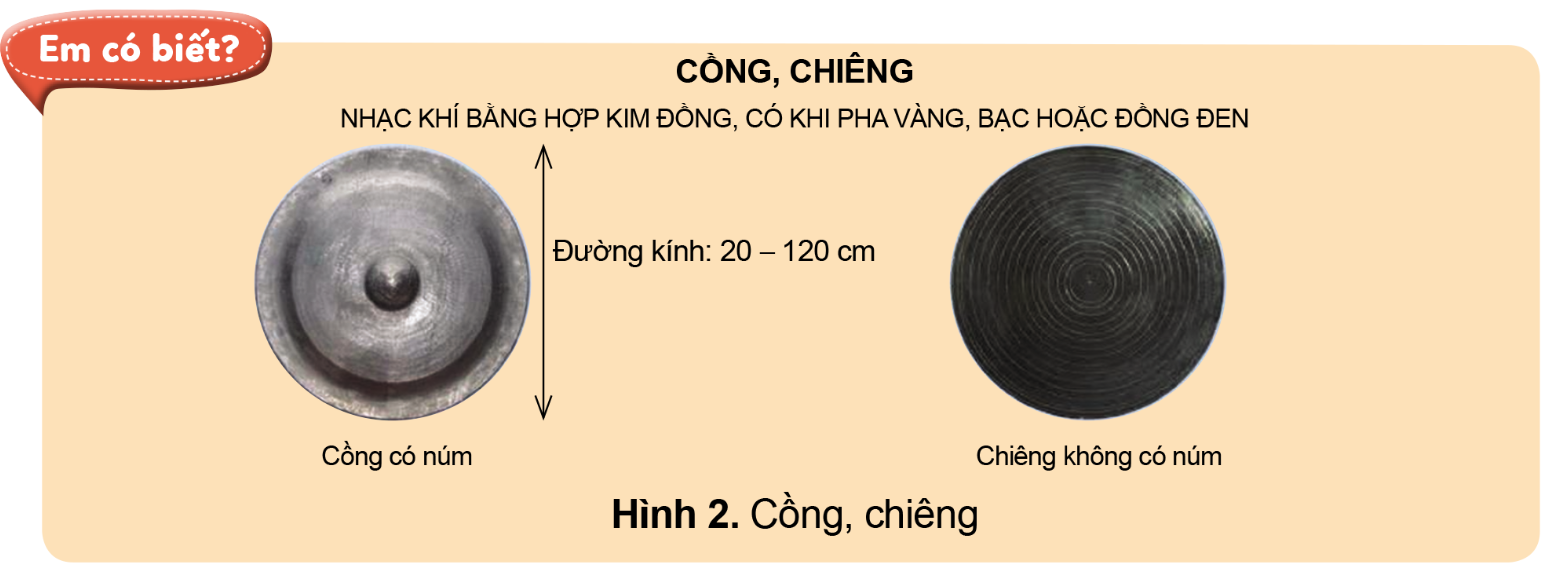 Em có biết?
CỒNG, CHIÊNG
NHẠC KHÍ BẰNG HỢP KIM ĐỒNG, CÓ KHI PHA VÀNG, BẠC HOẶC ĐỒNG ĐEN
Đường kính: 20 – 120 cm
Cồng có núm
Chiêng không có núm
Hình 2. Cồng, chiêng